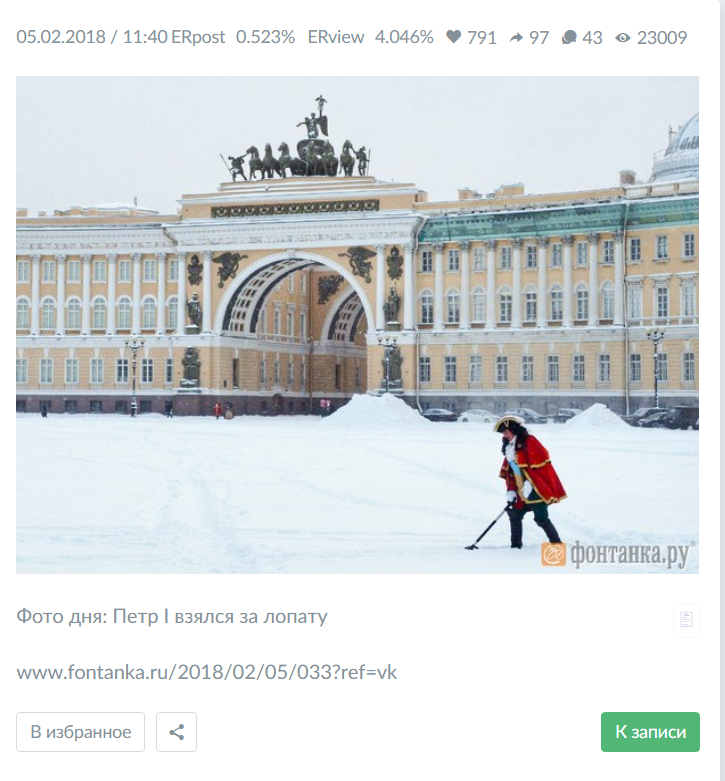 05.02.2018 / 11:40 ERpost 0.523% ERview 4.046% 791 97 43 23009
фонтанка.ру
Фото дня: Петр I взялся за лопату
www.fontanka.ru/2018/02/05/033?ref=vk
В избранное
К записи